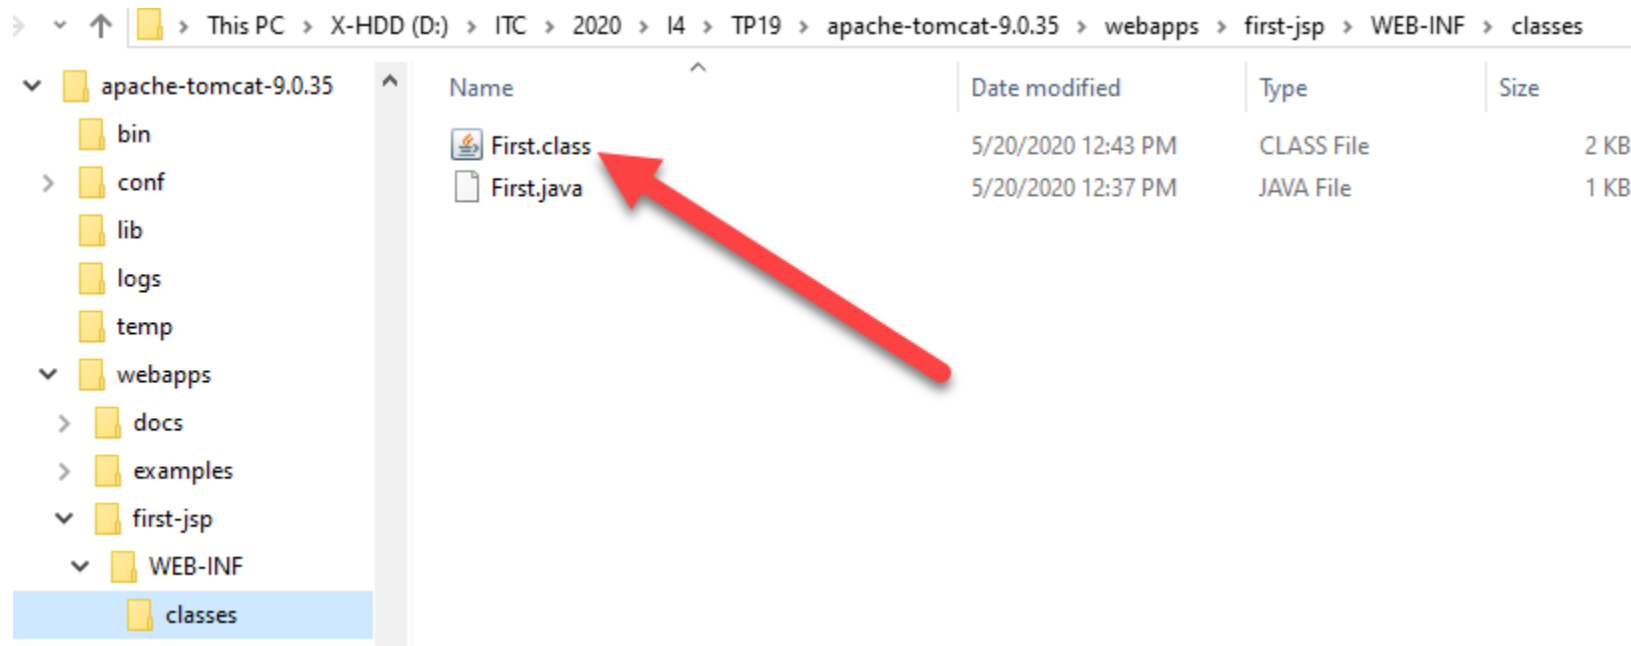 This PC > X-HDD (D:) > ITC > 2020 > I4 > TP19 > apache-tomcat-9.0.35 > webapps > first-jsp > WEB-INF > classes
apache-tomcat-9.0.35
bin
conf
lib
logs
temp
webapps
docs
examples
first-jsp
WEB-INF
classes
Name Date modified Type Size
First.class 5/20/2020 12:43 PM CLASS File 2 KB
First.java 5/20/2020 12:37 PM JAVA File 1 KB